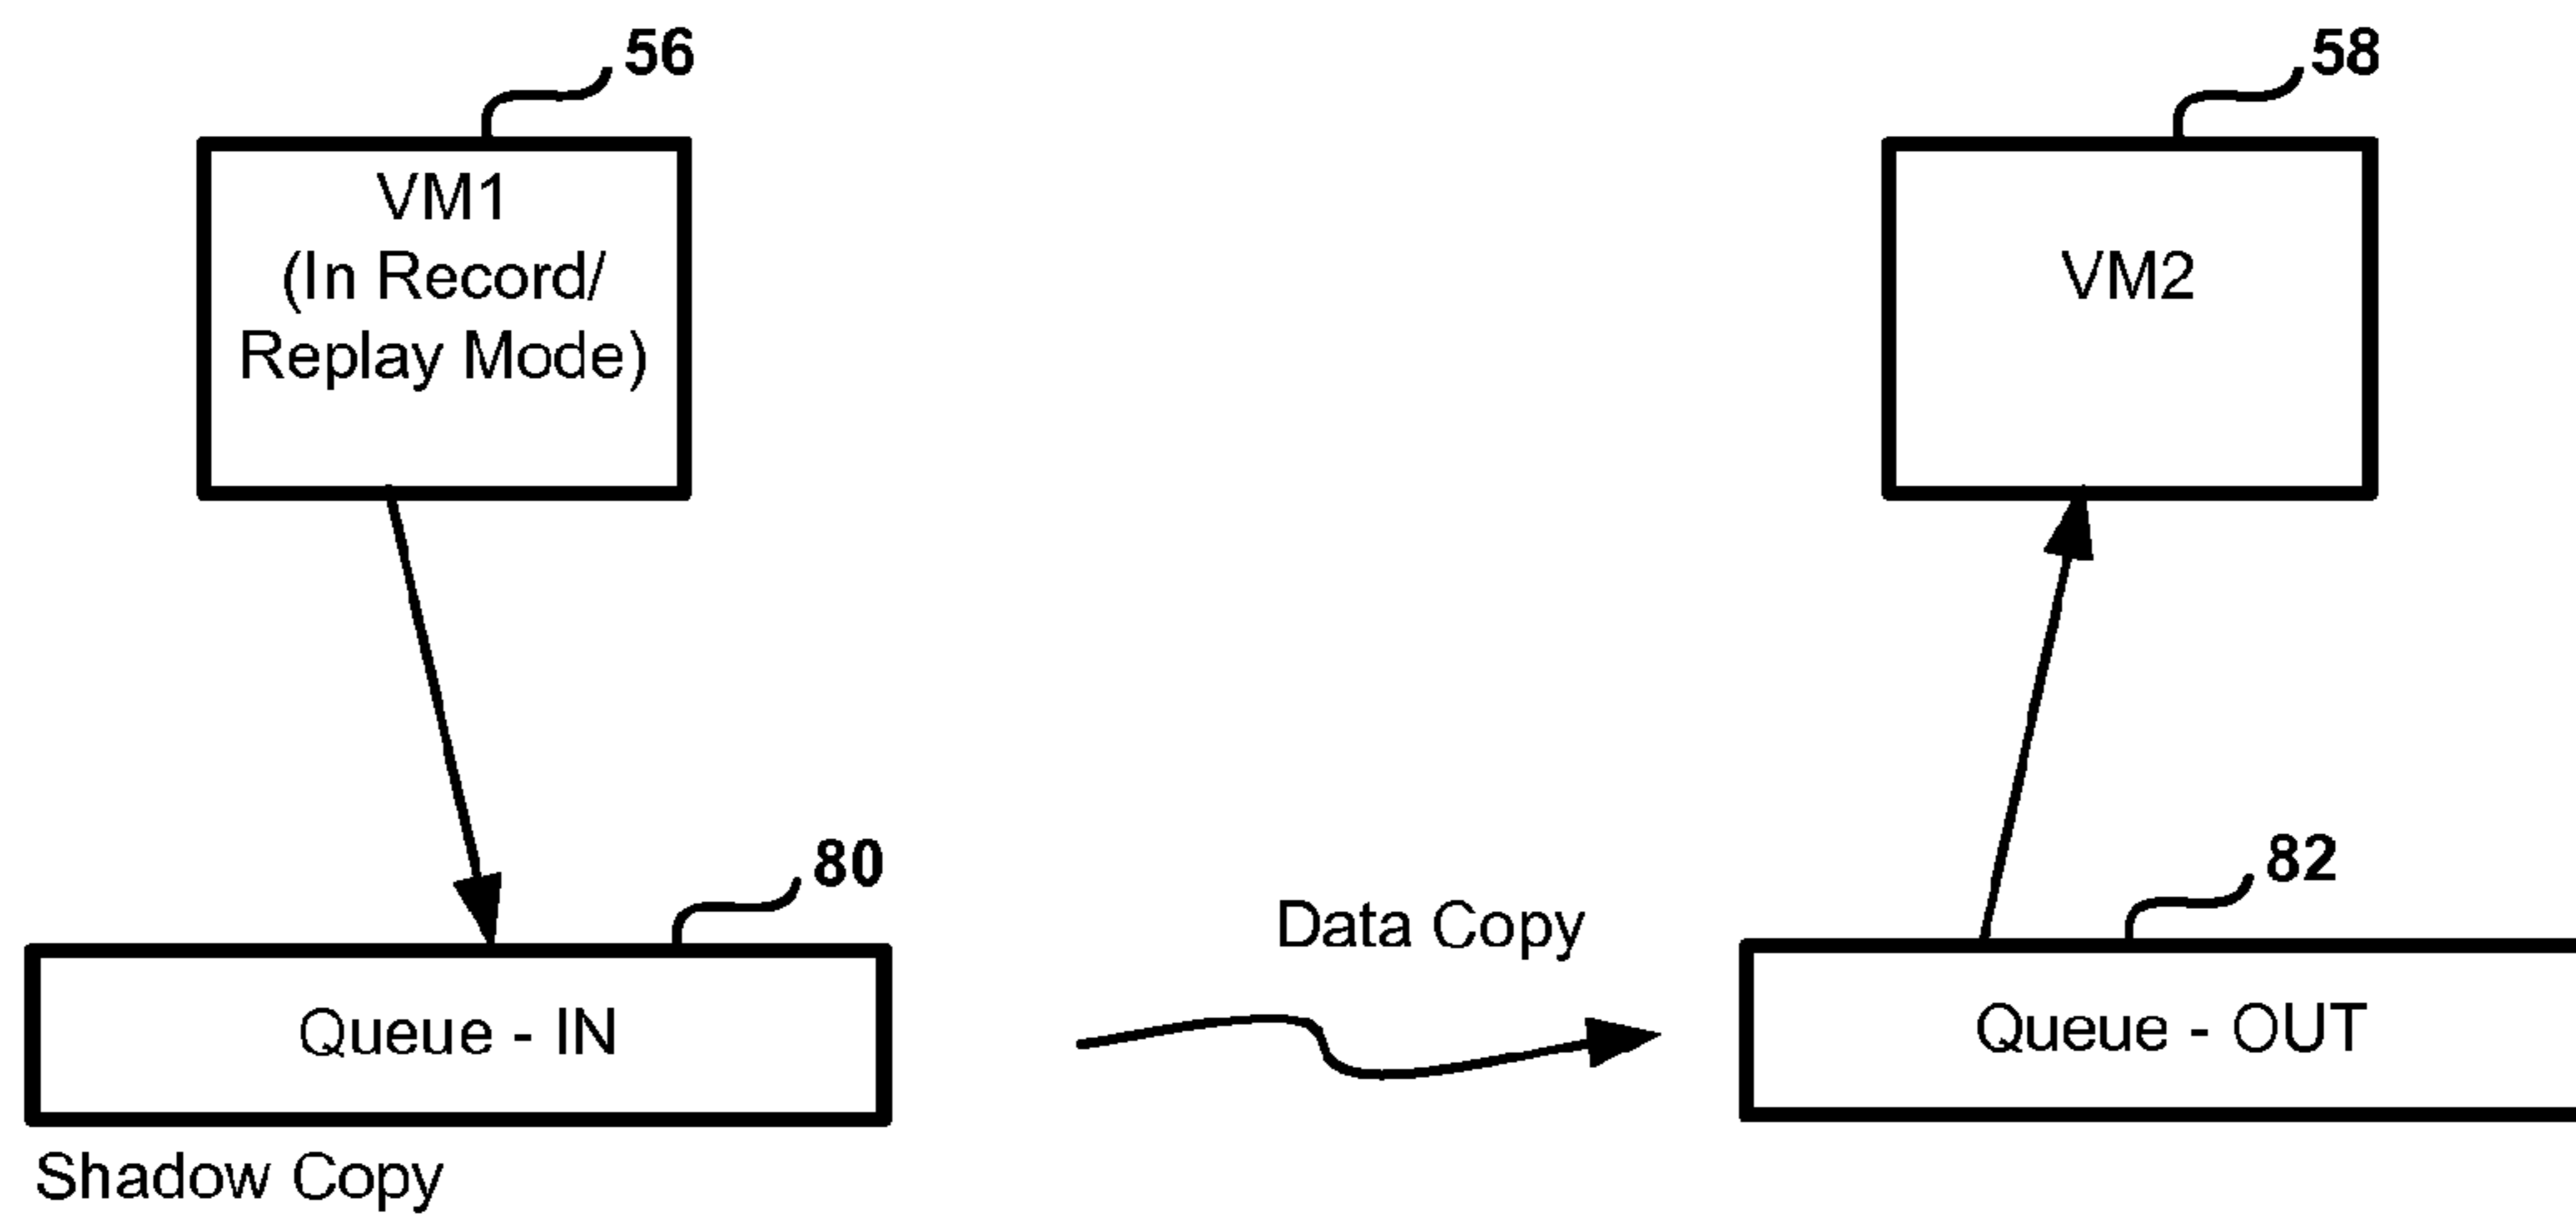 56
58
VM1
(In Record/
Replay Mode)
VM2
80
82
Data Copy
Queue - IN
Queue - OUT
Shadow Copy